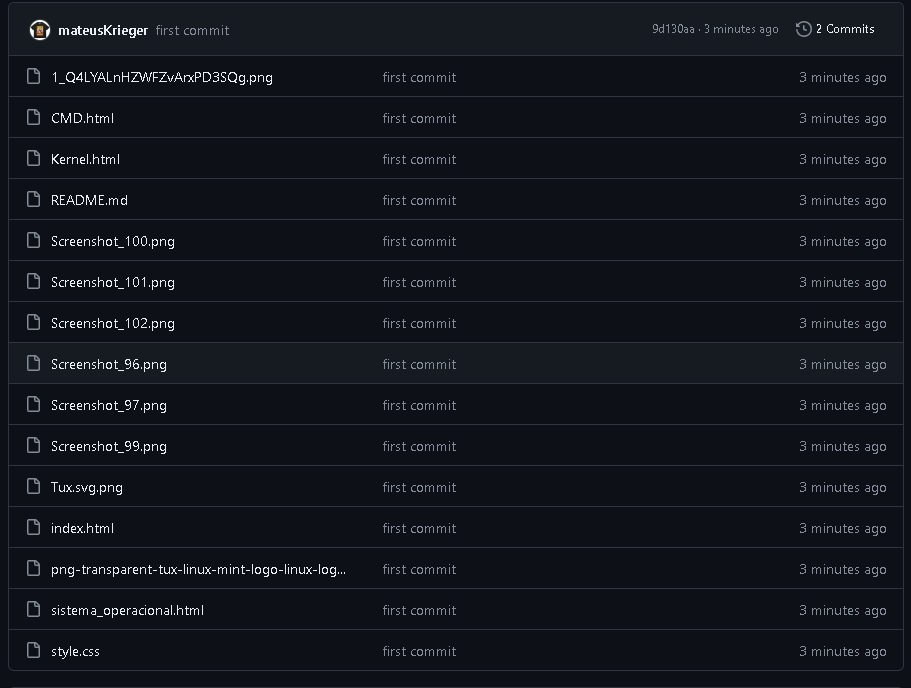 mateusKrieger first commit 9d130aa · 3 minutes ago 2 Commits
1_Q4LYALnHZWFZvArxPD3SQg.png first commit 3 minutes ago
CMD.html first commit 3 minutes ago
Kernel.html first commit 3 minutes ago
README.md first commit 3 minutes ago
Screenshot_100.png first commit 3 minutes ago
Screenshot_101.png first commit 3 minutes ago
Screenshot_102.png first commit 3 minutes ago
Screenshot_96.png first commit 3 minutes ago
Screenshot_97.png first commit 3 minutes ago
Screenshot_99.png first commit 3 minutes ago
Tux.svg.png first commit 3 minutes ago
index.html first commit 3 minutes ago
png-transparent-tux-linux-mint-logo-linux-log... first commit 3 minutes ago
sistema_operacional.html first commit 3 minutes ago
style.css first commit 3 minutes ago